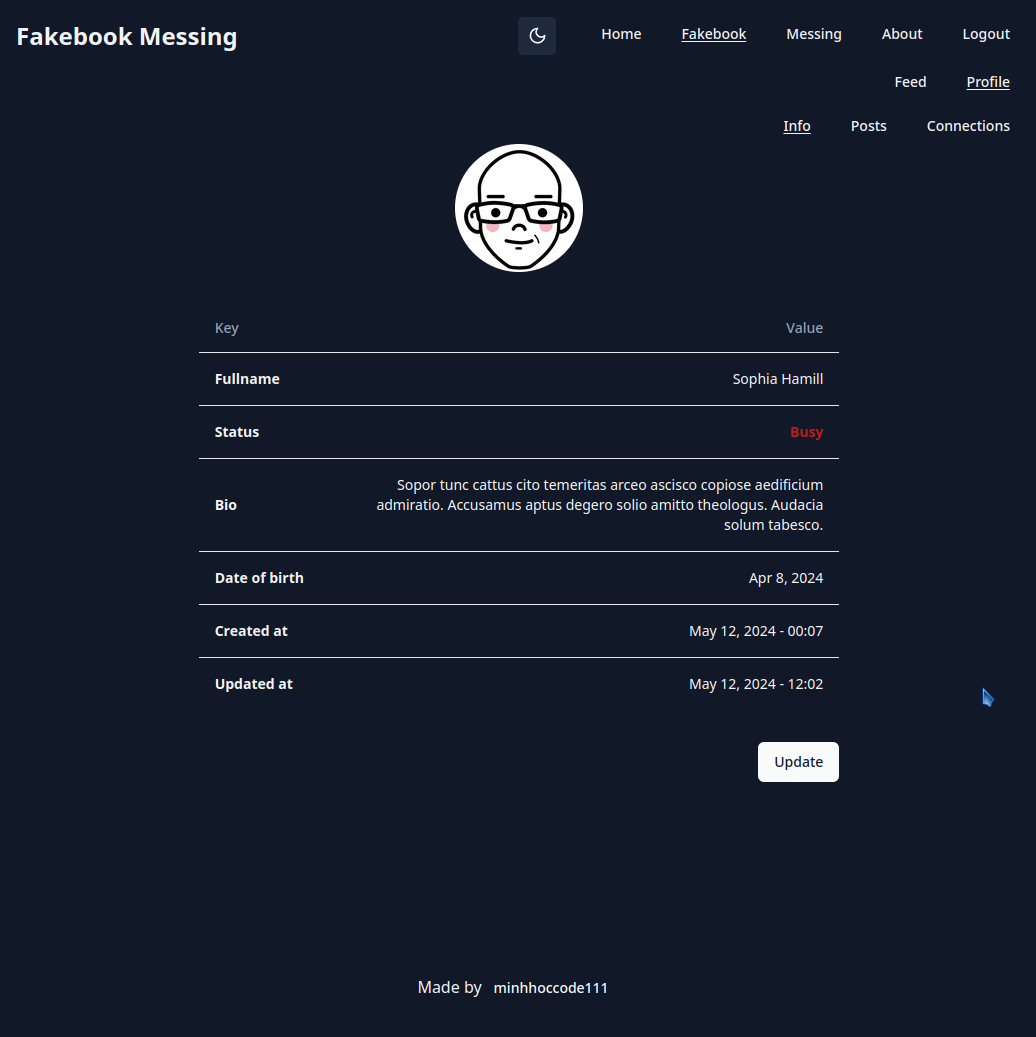 Fakebook Messing
Home Fakebook Messing About Logout
Feed Profile
Info Posts Connections
Key Value
Fullname Sophia Hamill
Status Busy
Bio Sopor tunc cattus cito temeritas arceo ascisco copiose aedificium
admiratio. Accusamus aptus degero solio amitto theologus. Audacia
solum tabesco.
Date of birth Apr 8, 2024
Created at May 12, 2024 - 00:07
Updated at May 12, 2024 - 12:02
Update
Made by minhhoccode111